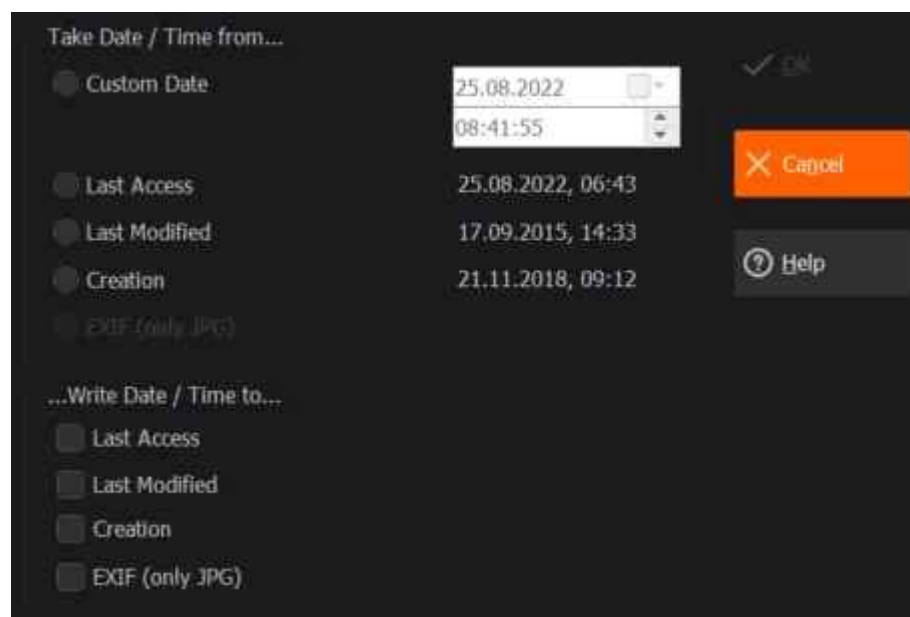 Take Date / Time from...
Custom Date
25.08.2022
08:41:55
OK
Cancel
Last Access 25.08.2022, 06:43
Last Modified 17.09.2015, 14:33
Creation 21.11.2018, 09:12
Help
EXIF (only JPG)
...Write Date / Time to...
Last Access
Last Modified
Creation
EXIF (only JPG)